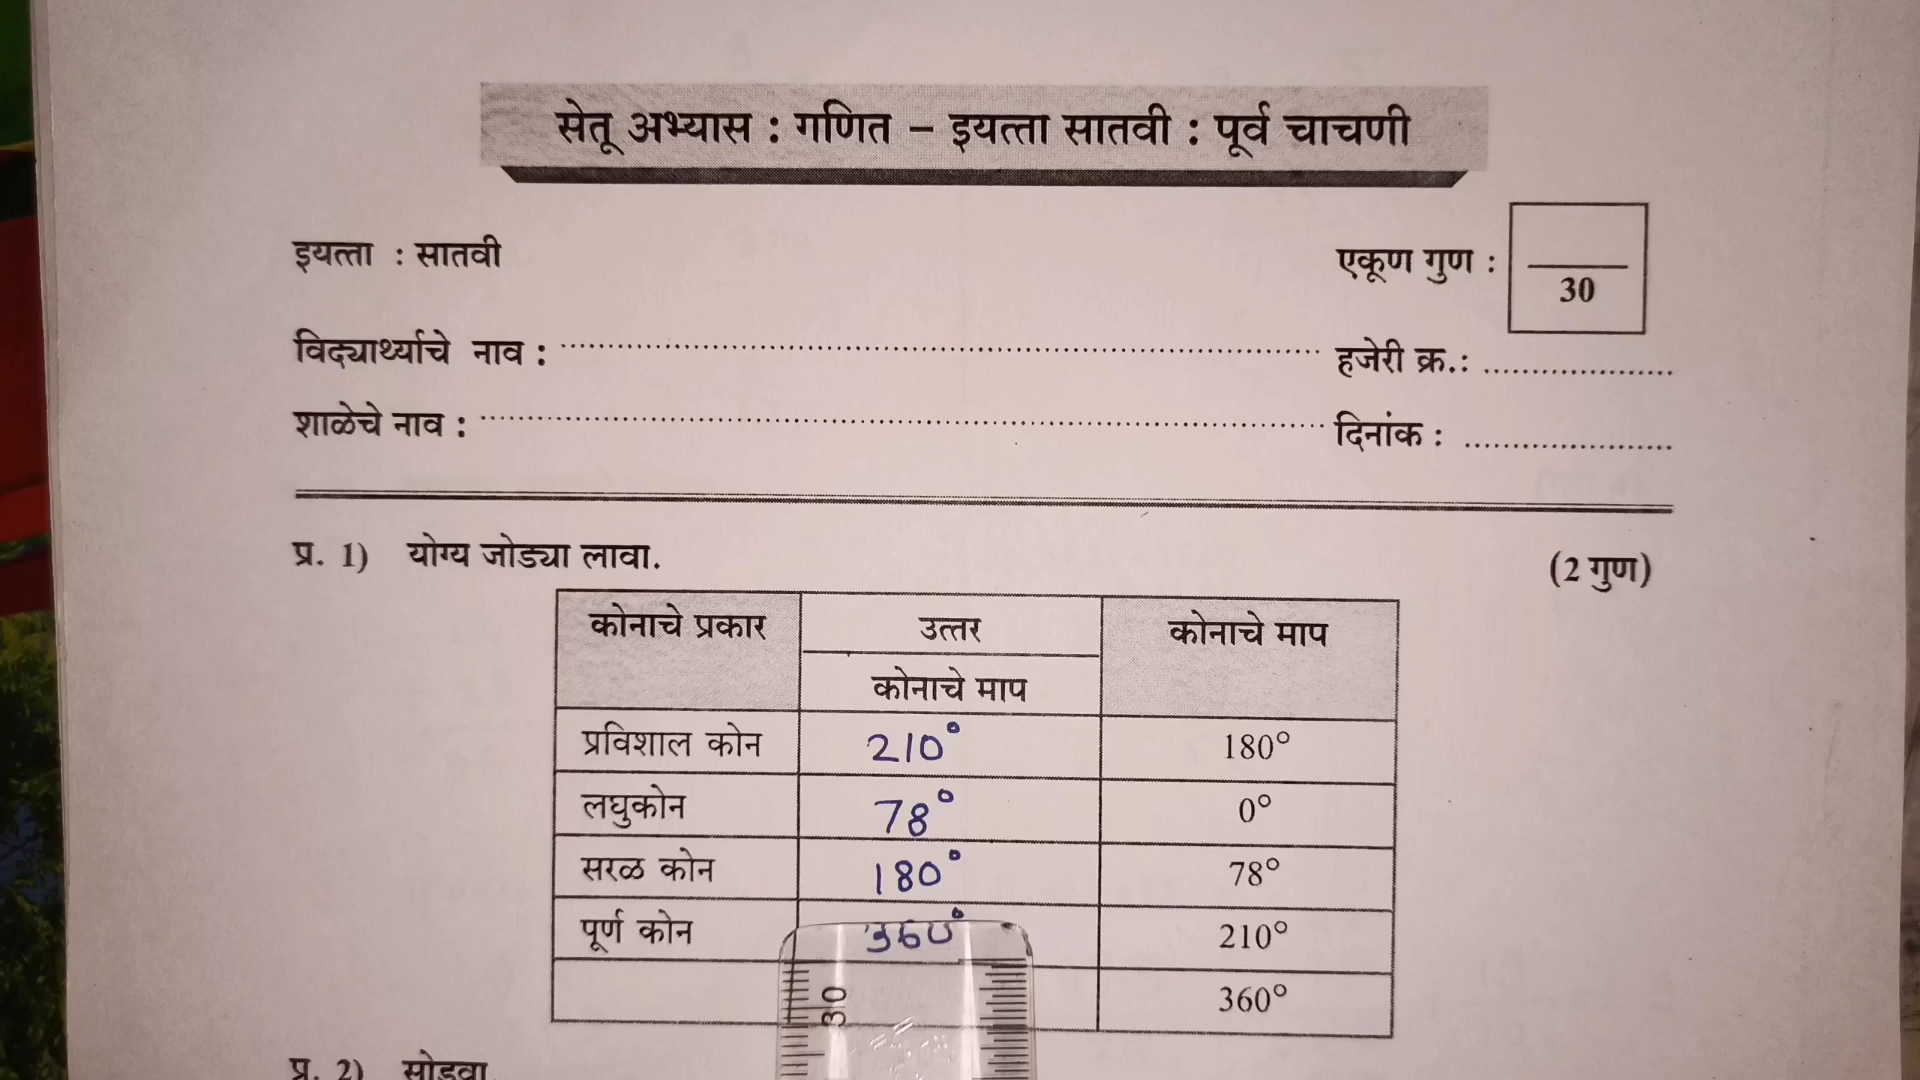 सेतू अभ्यास : गणित – इयत्ता सातवी : पूर्व चाचणी
इयत्ता : सातवी
एकूण गुण :
30
विद्यार्थ्याचे नाव :
हजेरी क्र.:
शाळेचे नाव :
दिनांक :
प्र. 1) योग्य जोड्या लावा. (2 गुण)
कोनाचे प्रकार उत्तर कोनाचे माप
कोनाचे माप
प्रविशाल कोन 210° 180°
लघुकोन 78° 0°
सरळ कोन 180° 78°
पूर्ण कोन 360° 210°
360°
30
प्र. 2) सोडवा.